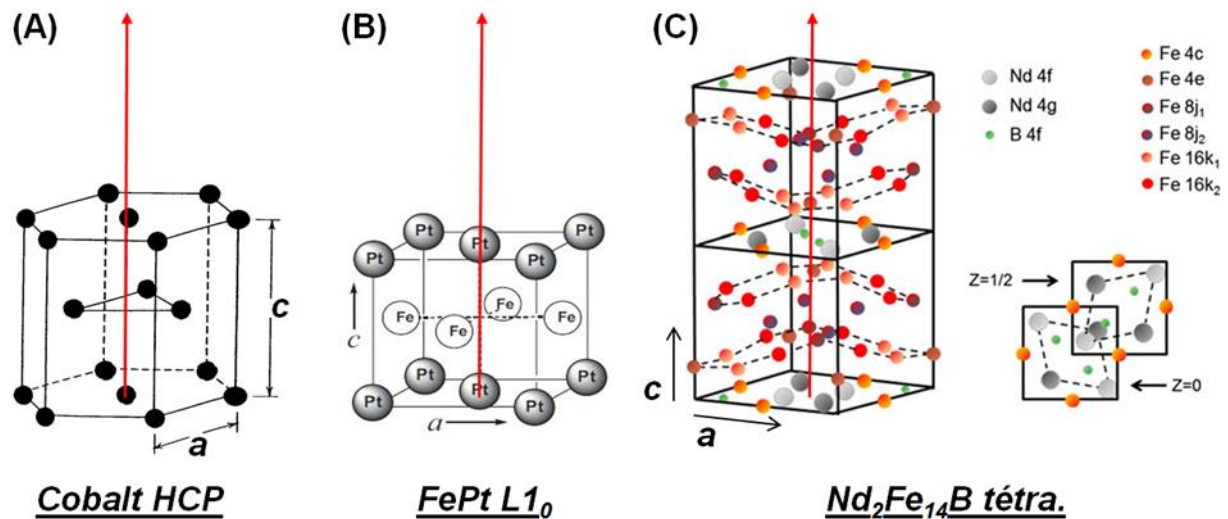 (A)
(B)
(C)
c
a
Pt Pt Pt
Pt Pt
Fe Fe Fe Fe
Pt Pt Pt
Pt Pt
c
a
c
a
Nd 4f
Nd 4g
B 4f
Fe 4c
Fe 4e
Fe 8j₁
Fe 8j₂
Fe 16k₁
Fe 16k₂
Z=1/2
Z=0
Cobalt HCP
FePt L1₀
Nd₂Fe₁₄B tétra.